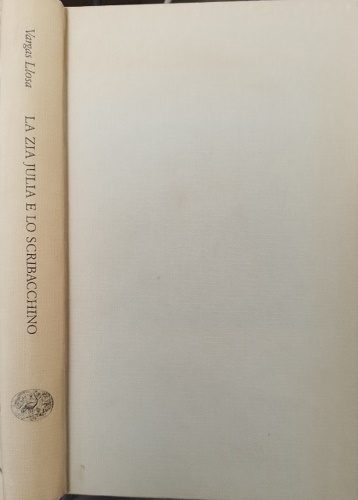 Vargas Llosa
LA ZIA JULIA E LO SCRIBACCHINO